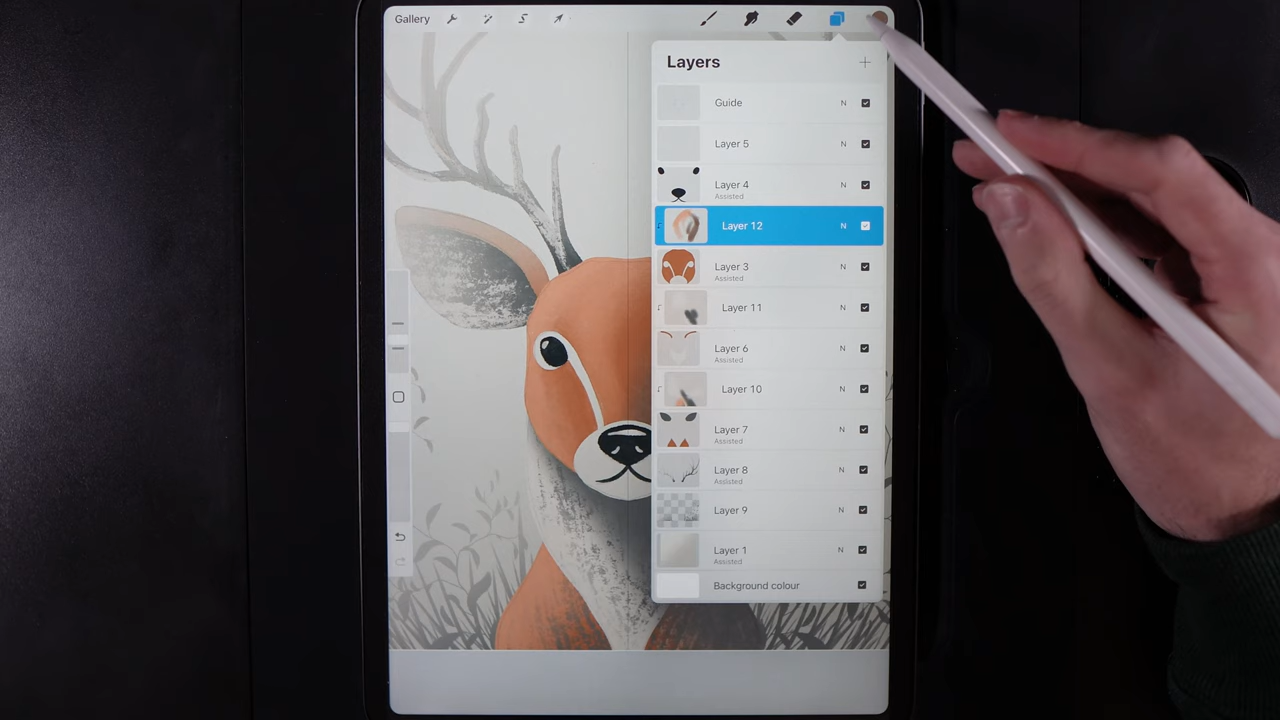 Gallery
Layers
Guide N
Layer 5 N
Layer 4 N
Assisted
Layer 12 N
Layer 3 N
Assisted
Layer 11 N
Layer 6 N
Assisted
Layer 10 N
Layer 7 N
Assisted
Layer 8 N
Assisted
Layer 9 N
Layer 1 N
Assisted
Background colour